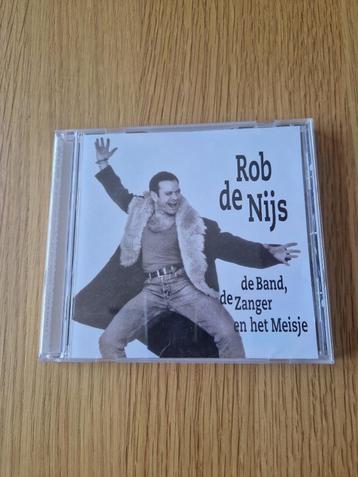 Rob
de Nijs
de Band,
de Zanger
en het Meisje